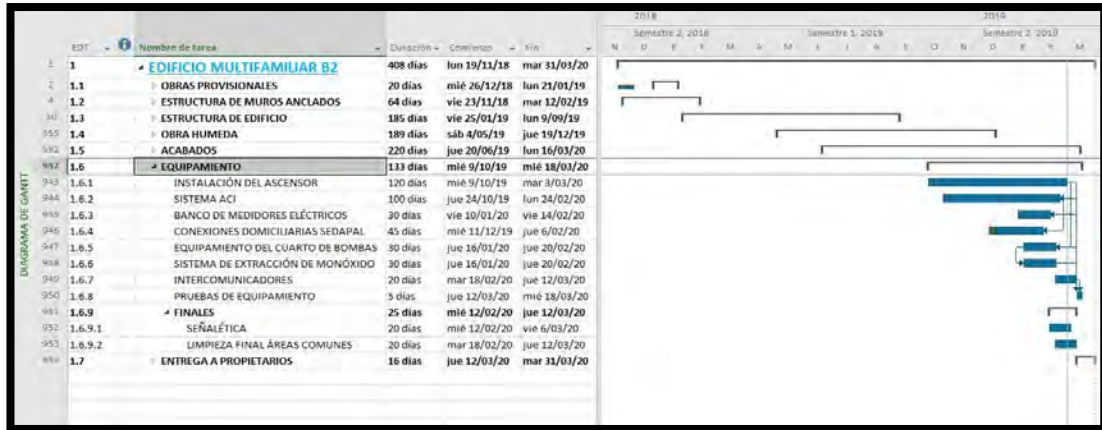 2018 2019
Semestre 2, 2018 Semestre 1, 2019 Semestre 2, 2019
EDT Nombre de tarea Duración Comienzo Fin N D E F M A M J J A S O N D E F M
1 1 EDIFICIO MULTIFAMILIAR B2 408 días lun 19/11/18 mar 31/03/20
2 1.1 OBRAS PROVISIONALES 20 días mié 26/12/18 lun 21/01/19
4 1.2 ESTRUCTURA DE MUROS ANCLADOS 64 días vie 23/11/18 mar 12/02/19
1.3 ESTRUCTURA DE EDIFICIO 185 días vie 25/01/19 lun 9/09/19
555 1.4 OBRA HUMEDA 189 días sáb 4/05/19 jue 19/12/19
592 1.5 ACABADOS 220 días jue 20/06/19 lun 16/03/20
942 1.6 EQUIPAMIENTO 133 días mié 9/10/19 mié 18/03/20
943 1.6.1 INSTALACIÓN DEL ASCENSOR 120 días mié 9/10/19 mar 3/03/20
944 1.6.2 SISTEMA ACI 100 días jue 24/10/19 lun 24/02/20
945 1.6.3 BANCO DE MEDIDORES ELÉCTRICOS 30 días vie 10/01/20 vie 14/02/20
946 1.6.4 CONEXIONES DOMICILIARIAS SEDAPAL 45 días mié 11/12/19 jue 6/02/20
947 1.6.5 EQUIPAMIENTO DEL CUARTO DE BOMBAS 30 días jue 16/01/20 jue 20/02/20
948 1.6.6 SISTEMA DE EXTRACCIÓN DE MONÓXIDO 30 días jue 16/01/20 jue 20/02/20
949 1.6.7 INTERCOMUNICADORES 20 días mar 18/02/20 jue 12/03/20
950 1.6.8 PRUEBAS DE EQUIPAMIENTO 5 días jue 12/03/20 mié 18/03/20
951 1.6.9 FINALES 25 días mié 12/02/20 jue 12/03/20
952 1.6.9.1 SEÑALÉTICA 20 días mié 12/02/20 vie 6/03/20
953 1.6.9.2 LIMPIEZA FINAL ÁREAS COMUNES 20 días mar 18/02/20 jue 12/03/20
954 1.7 ENTREGA A PROPIETARIOS 16 días jue 12/03/20 mar 31/03/20
DIAGRAMA DE GANTT